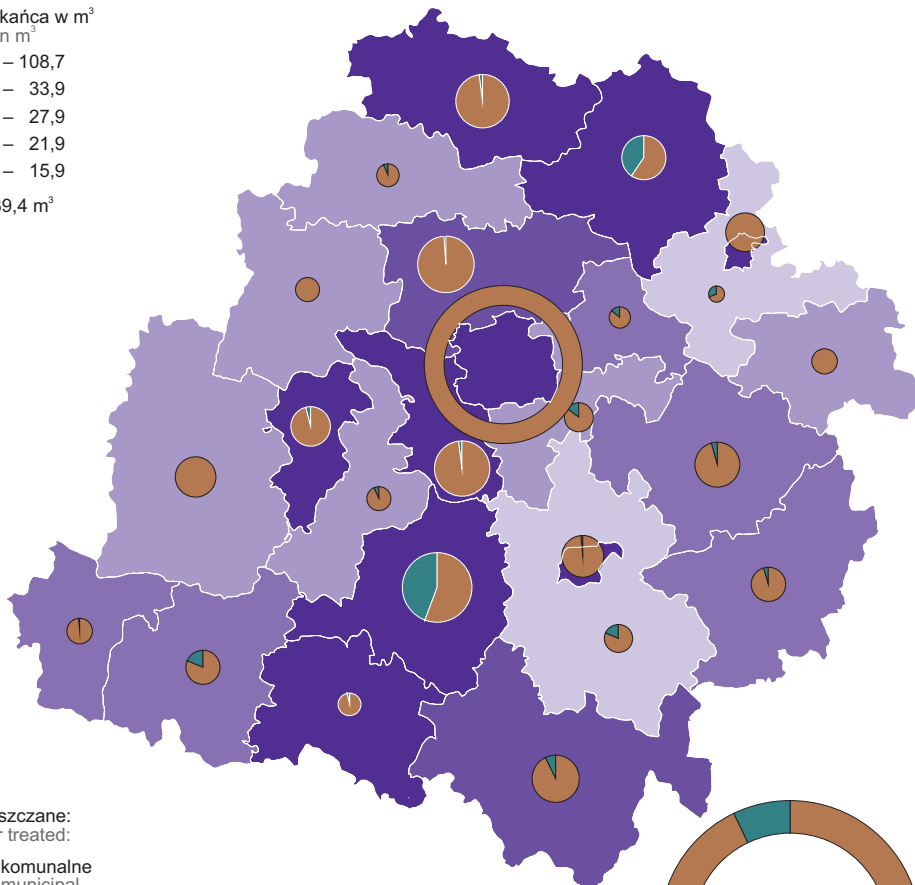 kańca w m³
n m³
– 108,7
– 33,9
– 27,9
– 21,9
– 15,9
9,4 m³
szczane:
r treated:
komunalne
municipal